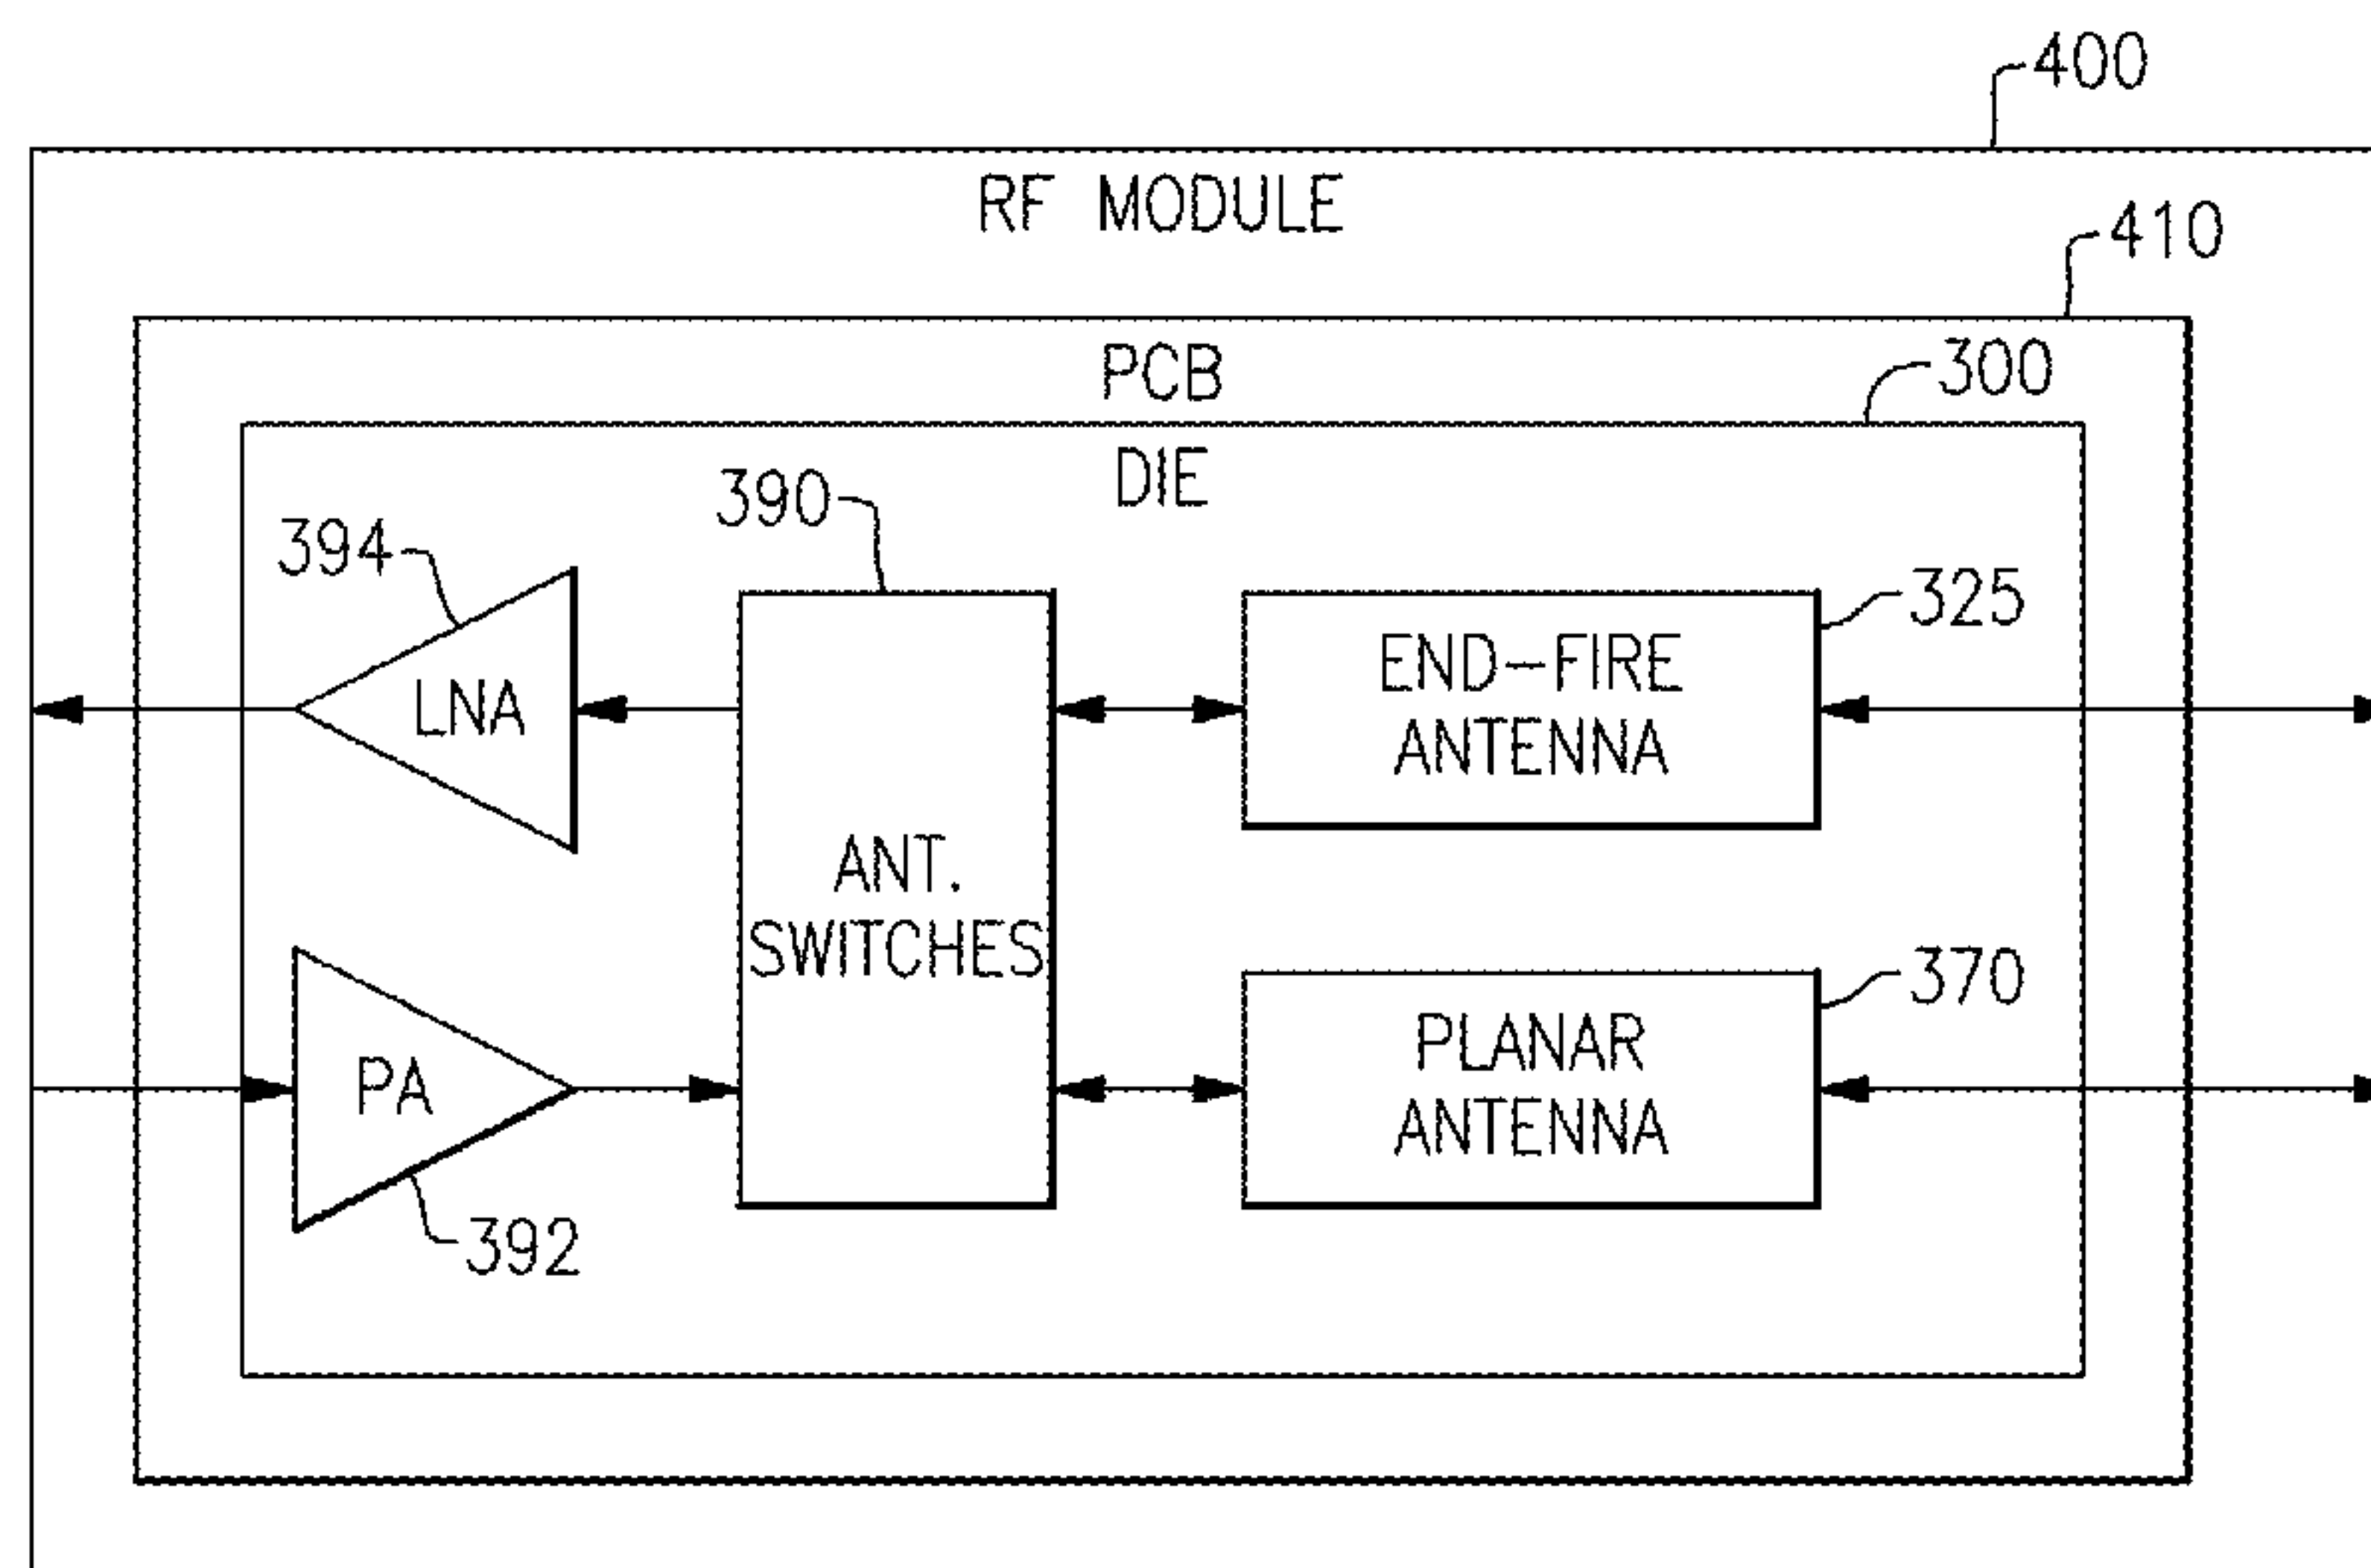 400
RF MODULE
410
PCB
300
DIE
390
394
325
LNA
END-FIRE
ANTENNA
ANT.
SWITCHES
370
PA
PLANAR
ANTENNA
392